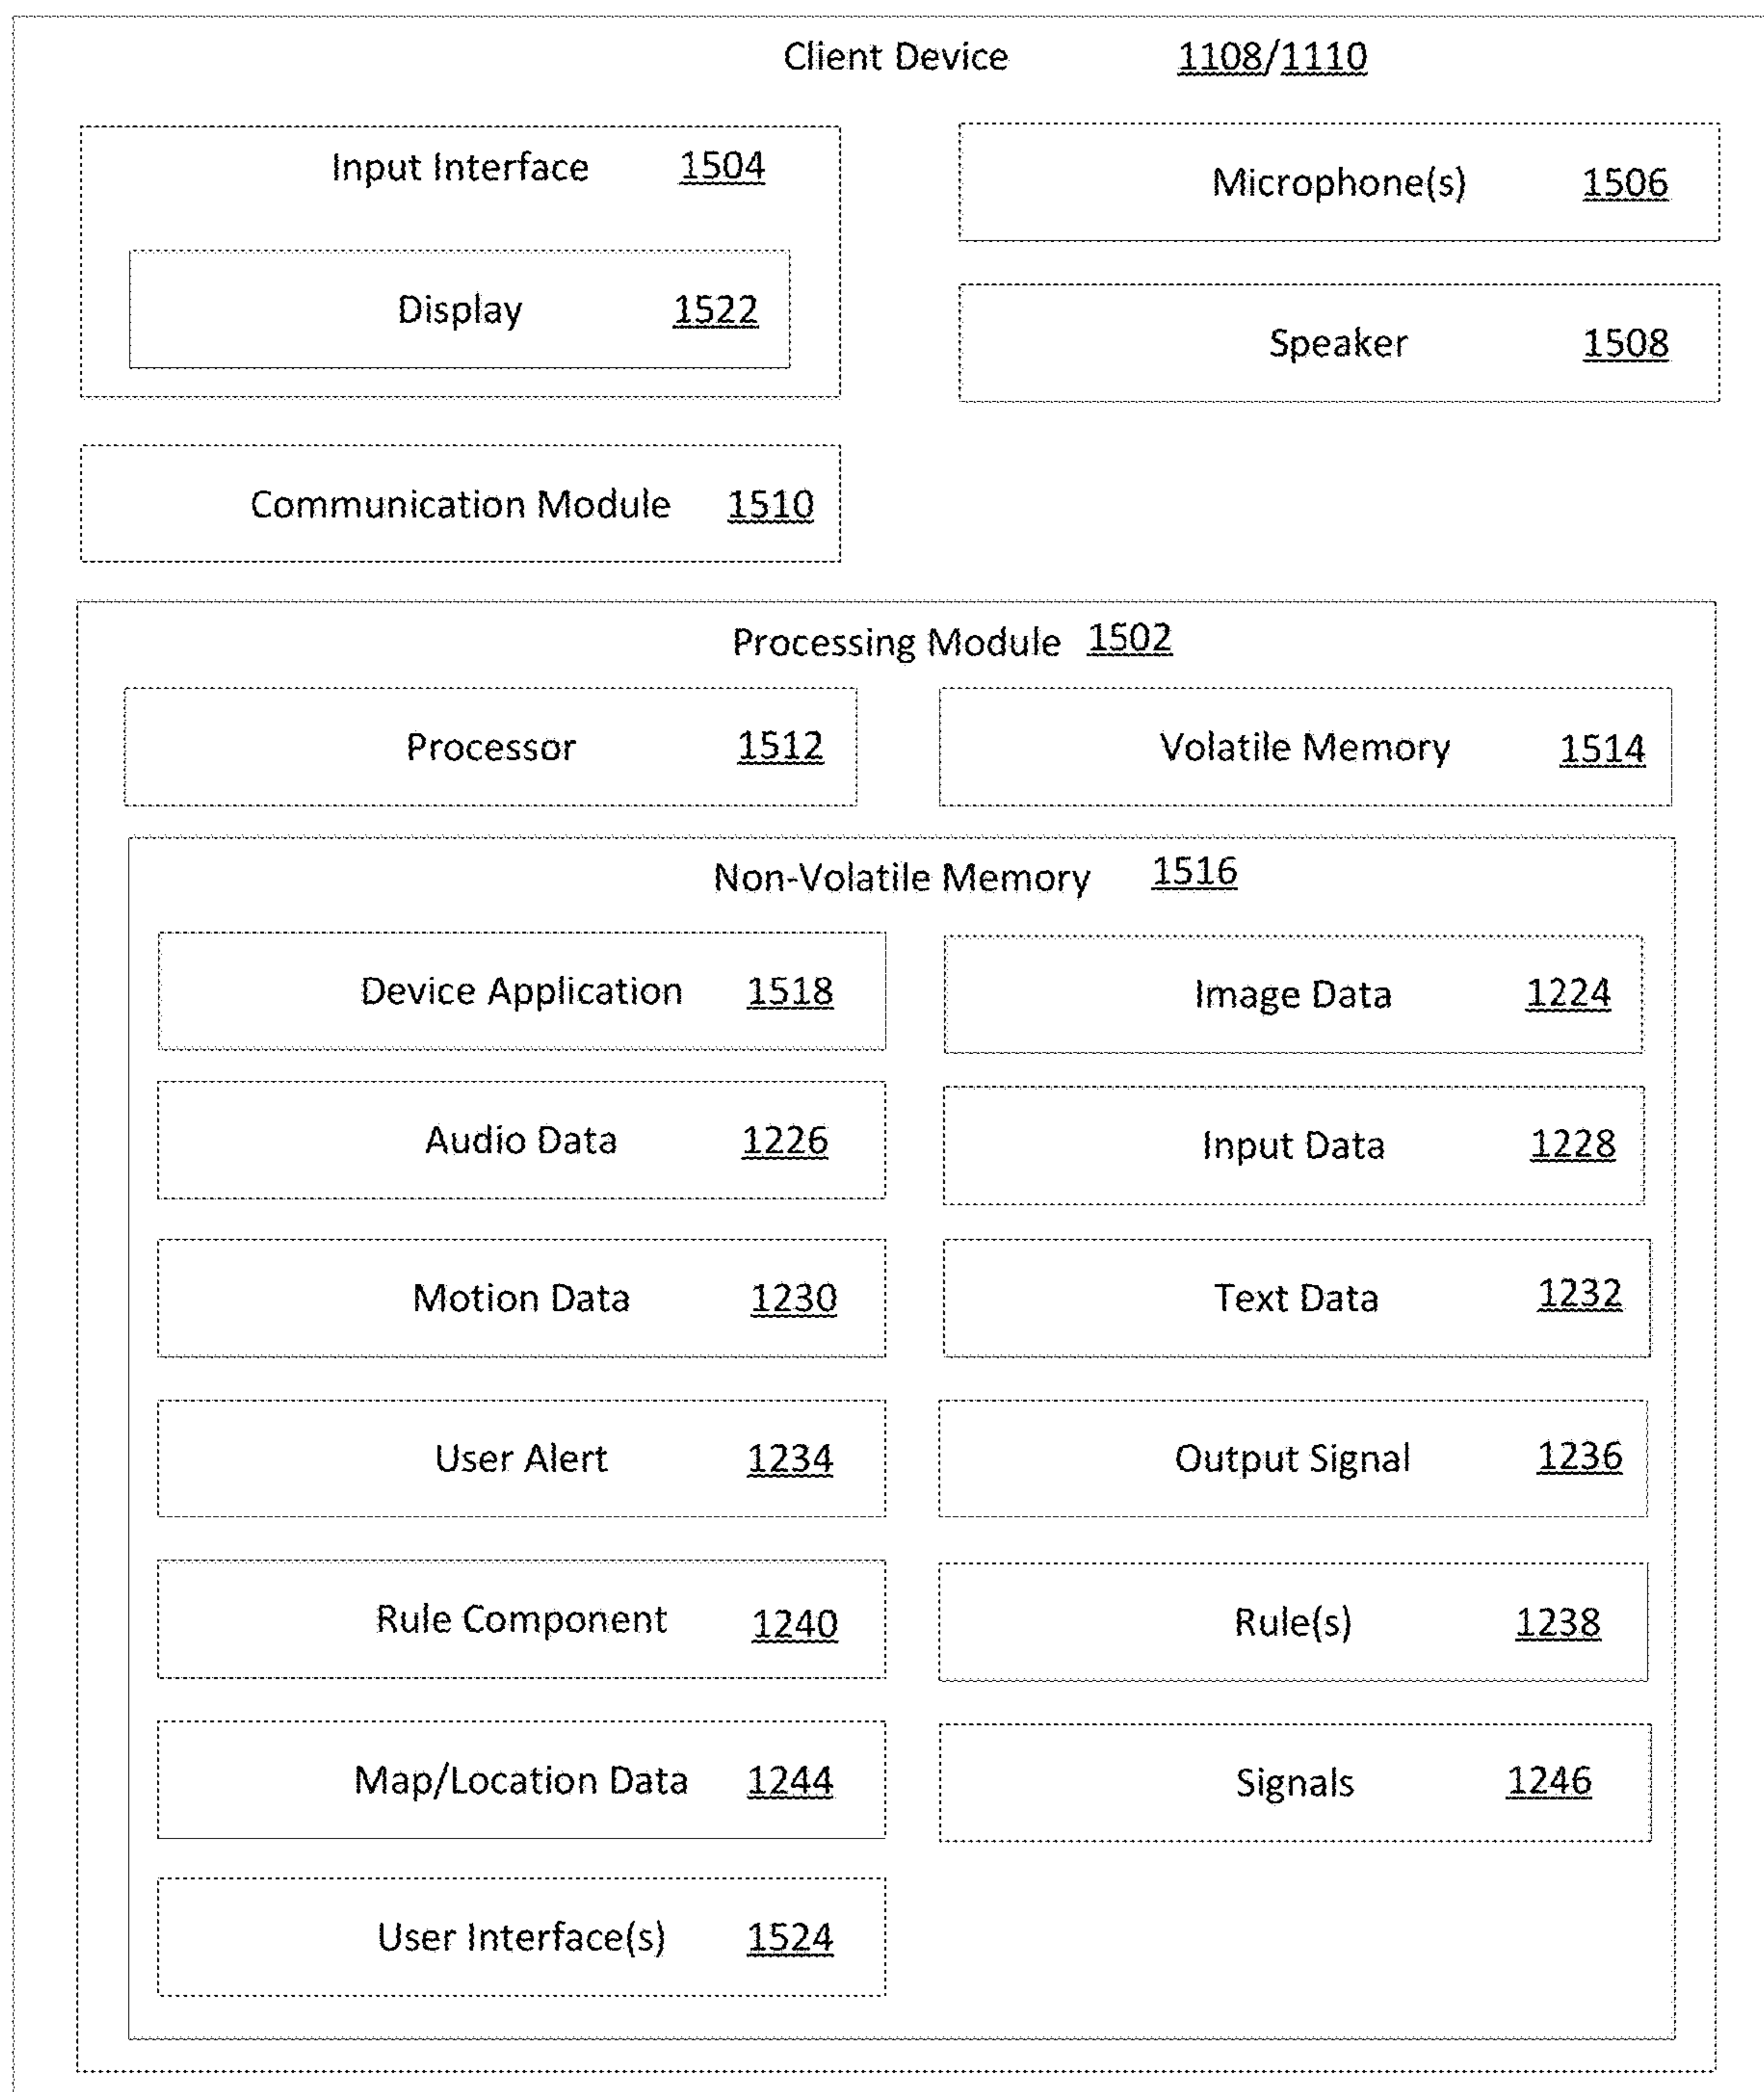 Client Device 1108/1110
Input Interface 1504
Microphone(s) 1506
Display 1522
Speaker 1508
Communication Module 1510
Processing Module 1502
Processor 1512
Volatile Memory 1514
Non-Volatile Memory 1516
Device Application 1518
Image Data 1224
Audio Data 1226
Input Data 1228
Motion Data 1230
Text Data 1232
User Alert 1234
Output Signal 1236
Rule Component 1240
Rule(s) 1238
Map/Location Data 1244
Signals 1246
User Interface(s) 1524